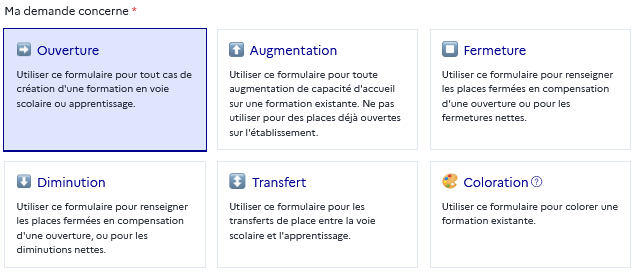 Ma demande concerne *
Ouverture
Utiliser ce formulaire pour tout cas de
création d'une formation en voie
scolaire ou apprentissage.
Augmentation
Utiliser ce formulaire pour toute
augmentation de capacité d'accueil
sur une formation existante. Ne pas
utiliser pour des places déjà ouvertes
sur l'établissement.
Fermeture
Utiliser ce formulaire pour renseigner
les places fermées en compensation
d'une ouverture ou pour les
fermetures nettes.
Diminution
Utiliser ce formulaire pour renseigner
les places fermées en compensation
d'une ouverture, ou pour les
diminutions nettes.
Transfert
Utiliser ce formulaire pour les
transferts de place entre la voie
scolaire et l'apprentissage.
Coloration ?
Utiliser ce formulaire pour colorer une
formation existante.